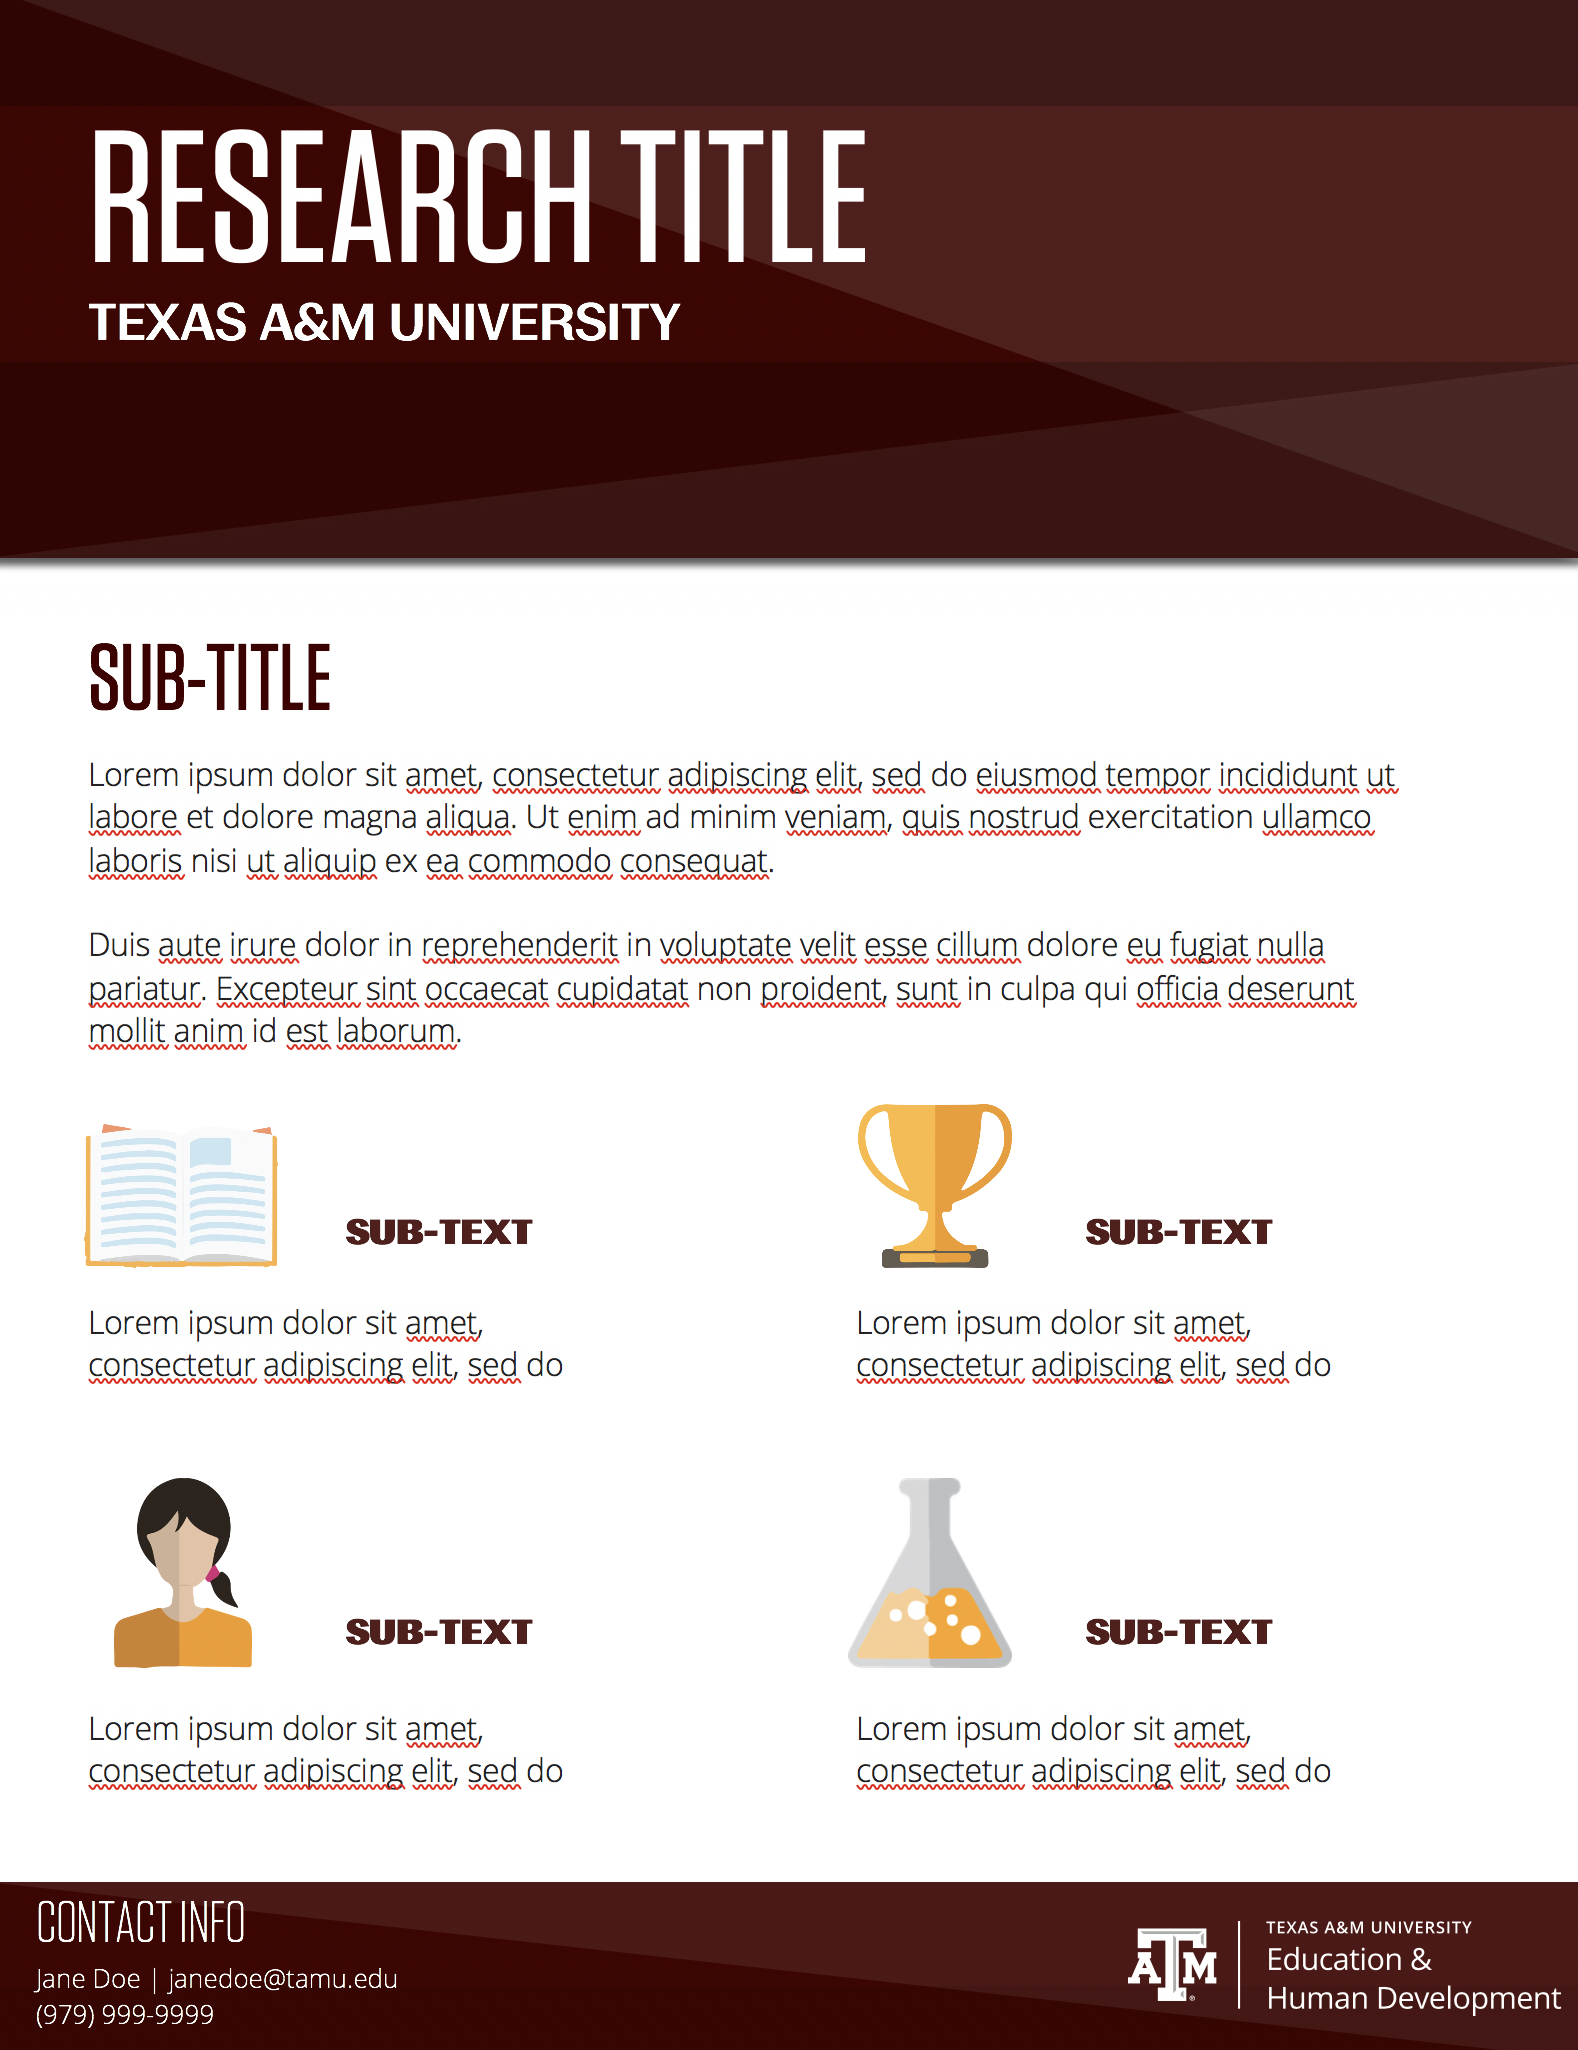 RESEARCH TITLE
TEXAS A&M UNIVERSITY
SUB-TITLE
Lorem ipsum dolor sit amet, consectetur adipiscing elit, sed do eiusmod tempor incididunt ut
labore et dolore magna aliqua. Ut enim ad minim veniam, quis nostrud exercitation ullamco
laboris nisi ut aliquip ex ea commodo consequat.
Duis aute irure dolor in reprehenderit in voluptate velit esse cillum dolore eu fugiat nulla
pariatur. Excepteur sint occaecat cupidatat non proident, sunt in culpa qui officia deserunt
mollit anim id est laborum.
SUB-TEXT
Lorem ipsum dolor sit amet,
consectetur adipiscing elit, sed do
SUB-TEXT
Lorem ipsum dolor sit amet,
consectetur adipiscing elit, sed do
SUB-TEXT
Lorem ipsum dolor sit amet,
consectetur adipiscing elit, sed do
SUB-TEXT
Lorem ipsum dolor sit amet,
consectetur adipiscing elit, sed do
CONTACT INFO
Jane Doe | janedoe@tamu.edu
(979) 999-9999
ATM®
TEXAS A&M UNIVERSITY
Education &
Human Development